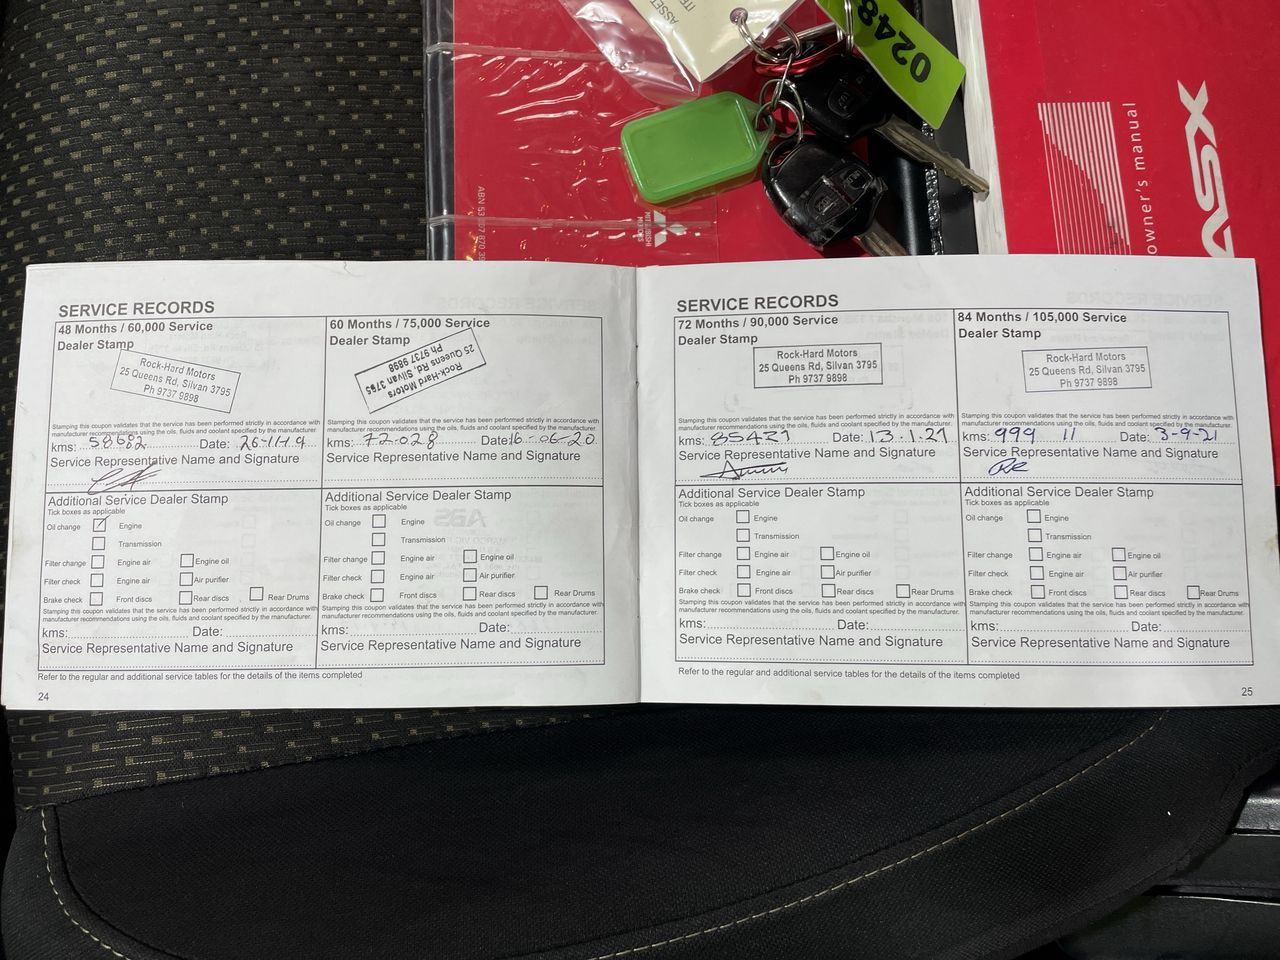 ASSET
0248
ABN 53
MITSUBISHI
MOTORS
owner's manual
ASX
SERVICE RECORDS
48 Months / 60,000 Service
Dealer Stamp
Rock-Hard Motors
25 Queens Rd, Silvan 3795
Ph 9737 9898
Stamping this coupon validates that the service has been performed strictly in accordance with
manufacturer recommendations using the oils, fluids and coolant specified by the manufacturer.
kms: 58682 Date: 26-11-19
Service Representative Name and Signature
Additional Service Dealer Stamp
Tick boxes as applicable
Oil change Engine
Transmission
Filter change Engine air Engine oil
Filter check Engine air Air purifier
Brake check Front discs Rear discs Rear Drums
Stamping this coupon validates that the service has been performed strictly in accordance with
manufacturer recommendations using the oils, fluids and coolant specified by the manufacturer.
kms: Date:
Service Representative Name and Signature
60 Months / 75,000 Service
Dealer Stamp
Rock-Hard Motors
25 Queens Rd, Silvan 3795
Ph 9737 9898
Stamping this coupon validates that the service has been performed strictly in accordance with
manufacturer recommendations using the oils, fluids and coolant specified by the manufacturer.
kms: 72.028 Date: 16-06-20
Service Representative Name and Signature
Additional Service Dealer Stamp
Tick boxes as applicable
Oil change Engine
Transmission
Filter change Engine air Engine oil
Filter check Engine air Air purifier
Brake check Front discs Rear discs Rear Drums
Stamping this coupon validates that the service has been performed strictly in accordance with
manufacturer recommendations using the oils, fluids and coolant specified by the manufacturer.
kms: Date:
Service Representative Name and Signature
Refer to the regular and additional service tables for the details of the items completed
24
SERVICE RECORDS
72 Months / 90,000 Service
Dealer Stamp
Rock-Hard Motors
25 Queens Rd, Silvan 3795
Ph 9737 9898
Stamping this coupon validates that the service has been performed strictly in accordance with
manufacturer recommendations using the oils, fluids and coolant specified by the manufacturer.
kms: 85421 Date: 13.1.21
Service Representative Name and Signature
Additional Service Dealer Stamp
Tick boxes as applicable
Oil change Engine
Transmission
Filter change Engine air Engine oil
Filter check Engine air Air purifier
Brake check Front discs Rear discs Rear Drums
Stamping this coupon validates that the service has been performed strictly in accordance with
manufacturer recommendations using the oils, fluids and coolant specified by the manufacturer.
kms: Date:
Service Representative Name and Signature
84 Months / 105,000 Service
Dealer Stamp
Rock-Hard Motors
25 Queens Rd, Silvan 3795
Ph 9737 9898
Stamping this coupon validates that the service has been performed strictly in accordance with
manufacturer recommendations using the oils, fluids and coolant specified by the manufacturer.
kms: 999 11 Date: 3-9-21
Service Representative Name and Signature
Additional Service Dealer Stamp
Tick boxes as applicable
Oil change Engine
Transmission
Filter change Engine air Engine oil
Filter check Engine air Air purifier
Brake check Front discs Rear discs Rear Drums
Stamping this coupon validates that the service has been performed strictly in accordance with
manufacturer recommendations using the oils, fluids and coolant specified by the manufacturer.
kms: Date:
Service Representative Name and Signature
Refer to the regular and additional service tables for the details of the items completed
25